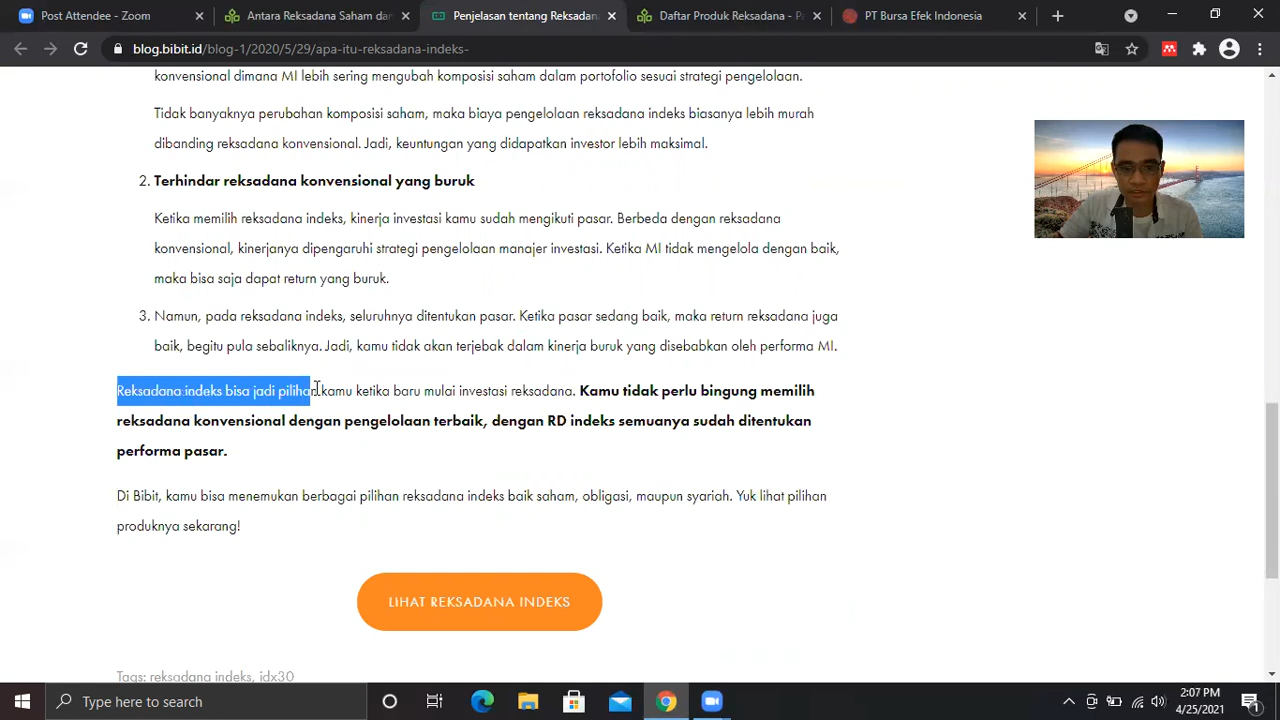 Post Attendee - Zoom
Antara Reksadana Saham dan
Penjelasan tentang Reksadan
Daftar Produk Reksadana - Pa
PT Bursa Efek Indonesia
blog.bibit.id/blog-1/2020/5/29/apa-itu-reksadana-indeks-
konvensional dimana MI lebih sering mengubah komposisi saham dalam portofolio sesuai strategi pengelolaan.
Tidak banyaknya perubahan komposisi saham, maka biaya pengelolaan reksadana indeks biasanya lebih murah
dibanding reksadana konvensional. Jadi, keuntungan yang didapatkan investor lebih maksimal.
2. Terhindar reksadana konvensional yang buruk
Ketika memilih reksadana indeks, kinerja investasi kamu sudah mengikuti pasar. Berbeda dengan reksadana
konvensional, kinerjanya dipengaruhi strategi pengelolaan manajer investasi. Ketika MI tidak mengelola dengan baik,
maka bisa saja dapat return yang buruk.
3. Namun, pada reksadana indeks, seluruhnya ditentukan pasar. Ketika pasar sedang baik, maka return reksadana juga
baik, begitu pula sebaliknya. Jadi, kamu tidak akan terjebak dalam kinerja buruk yang disebabkan oleh performa MI.
Reksadana indeks bisa jadi pilihan kamu ketika baru mulai investasi reksadana. Kamu tidak perlu bingung memilih
reksadana konvensional dengan pengelolaan terbaik, dengan RD indeks semuanya sudah ditentukan
performa pasar.
Di Bibit, kamu bisa menemukan berbagai pilihan reksadana indeks baik saham, obligasi, maupun syariah. Yuk lihat pilihan
produknya sekarang!
LIHAT REKSADANA INDEKS
Tags: reksadana indeks, idx30
Type here to search
2:07 PM
4/25/2021